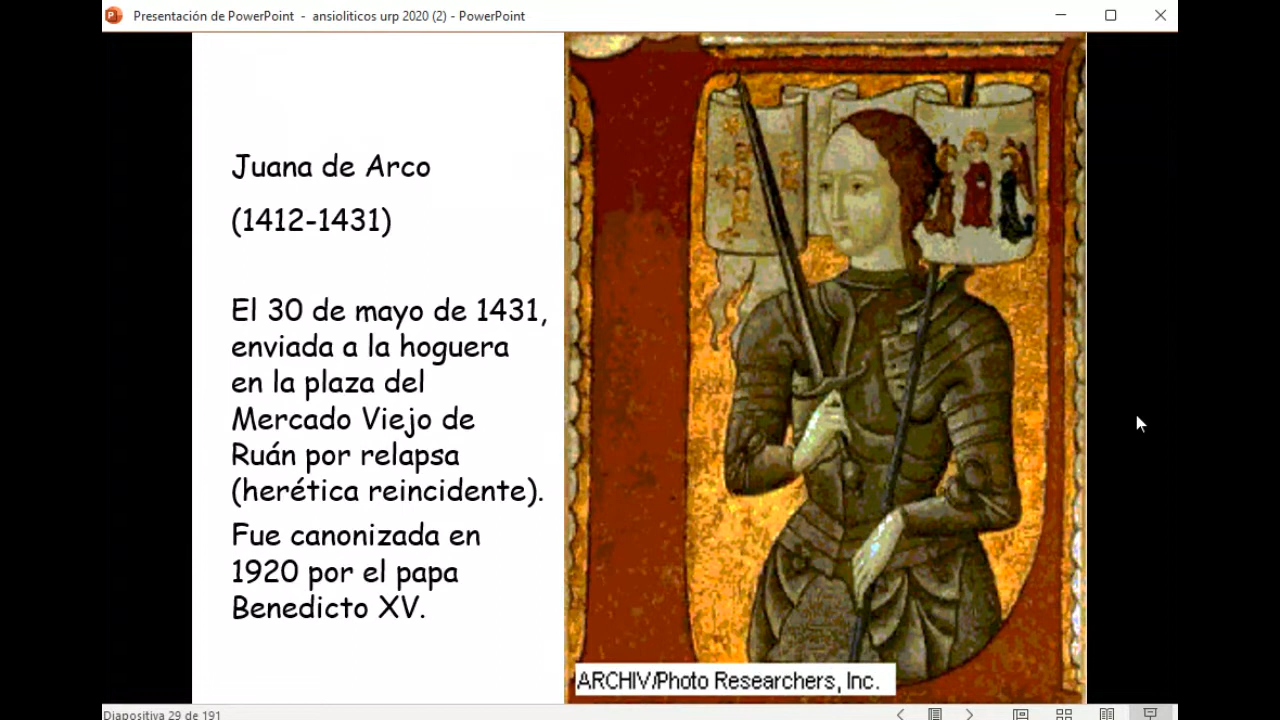 Presentación de PowerPoint - ansioliticos urp 2020 (2) - PowerPoint
Juana de Arco
(1412-1431)
El 30 de mayo de 1431,
enviada a la hoguera
en la plaza del
Mercado Viejo de
Ruán por relapsa
(herética reincidente).
Fue canonizada en
1920 por el papa
Benedicto XV.
ARCHIV/Photo Researchers, Inc.
Diapositiva 29 de 191